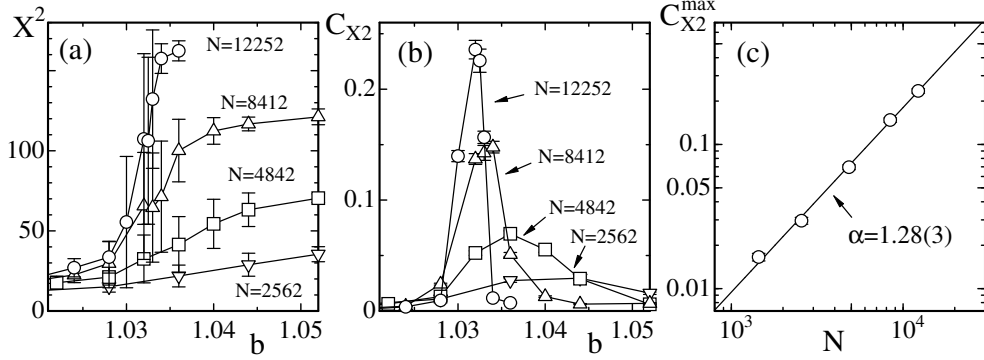 X²
(a)
N=12252
N=8412
N=4842
N=2562
100
50
0
1.03
1.04
1.05
b
C_X2
(b)
N=12252
N=8412
N=4842
N=2562
0.2
0.1
0.0
1.03
1.04
1.05
b
C_X2^max
(c)
α=1.28(3)
0.1
0.05
0.01
10³
10⁴
N